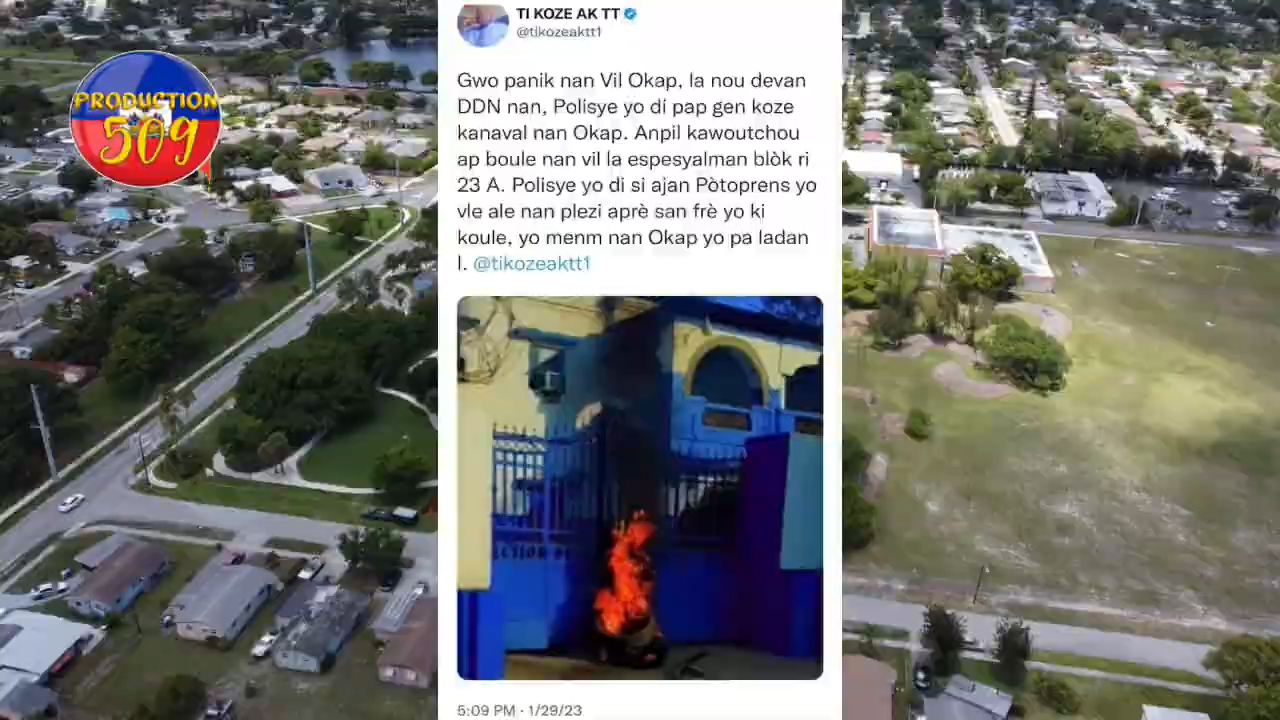 PRODUCTION
509
TI KOZE AK TT
@tikozeaktt1
Gwo panik nan Vil Okap, la nou devan
DDN nan, Polisye yo di pap gen koze
kanaval nan Okap. Anpil kawoutchou
ap boule nan vil la espesyalman blòk ri
23 A. Polisye yo di si ajan Pòtoprens yo
vle ale nan plezi aprè san frè yo ki
koule, yo menm nan Okap yo pa ladan
l. @tikozeaktt1
5:09 PM · 1/29/23